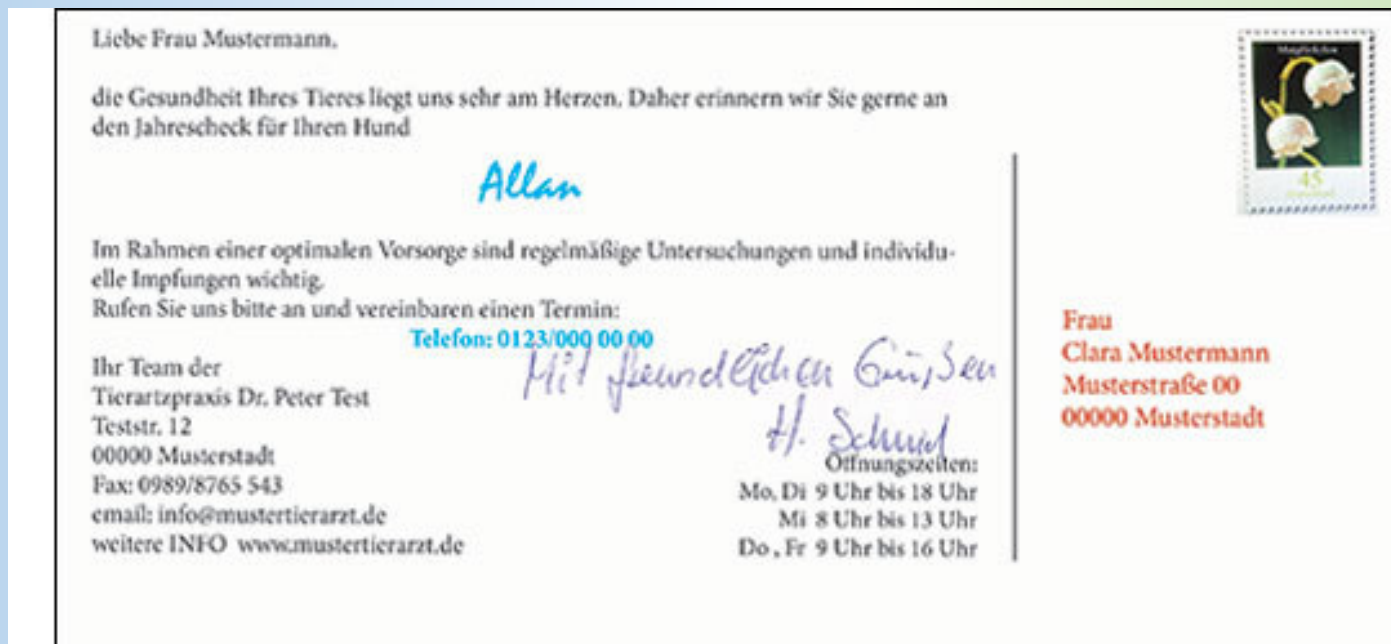 Liebe Frau Mustermann,
die Gesundheit Ihres Tieres liegt uns sehr am Herzen. Daher erinnern wir Sie gerne an
den Jahrescheck für Ihren Hund
Allan
Im Rahmen einer optimalen Vorsorge sind regelmäßige Untersuchungen und individu-
elle Impfungen wichtig.
Rufen Sie uns bitte an und vereinbaren einen Termin:
Telefon: 0123/000 00 00
Mit freundlichen Grüßen
H. Schmid
Ihr Team der
Tierartzpraxis Dr. Peter Test
Teststr. 12
00000 Musterstadt
Fax: 0989/8765 543
email: info@mustertierarzt.de
weitere INFO www.mustertierarzt.de
Öffnungszeiten:
Mo, Di 9 Uhr bis 18 Uhr
Mi 8 Uhr bis 13 Uhr
Do , Fr 9 Uhr bis 16 Uhr
45
Frau
Clara Mustermann
Musterstraße 00
00000 Musterstadt